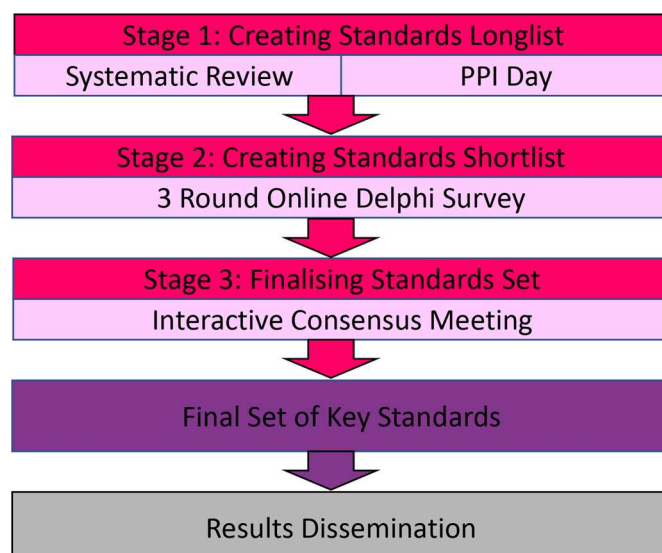 Stage 1: Creating Standards Longlist
Systematic Review
PPI Day
Stage 2: Creating Standards Shortlist
3 Round Online Delphi Survey
Stage 3: Finalising Standards Set
Interactive Consensus Meeting
Final Set of Key Standards
Results Dissemination